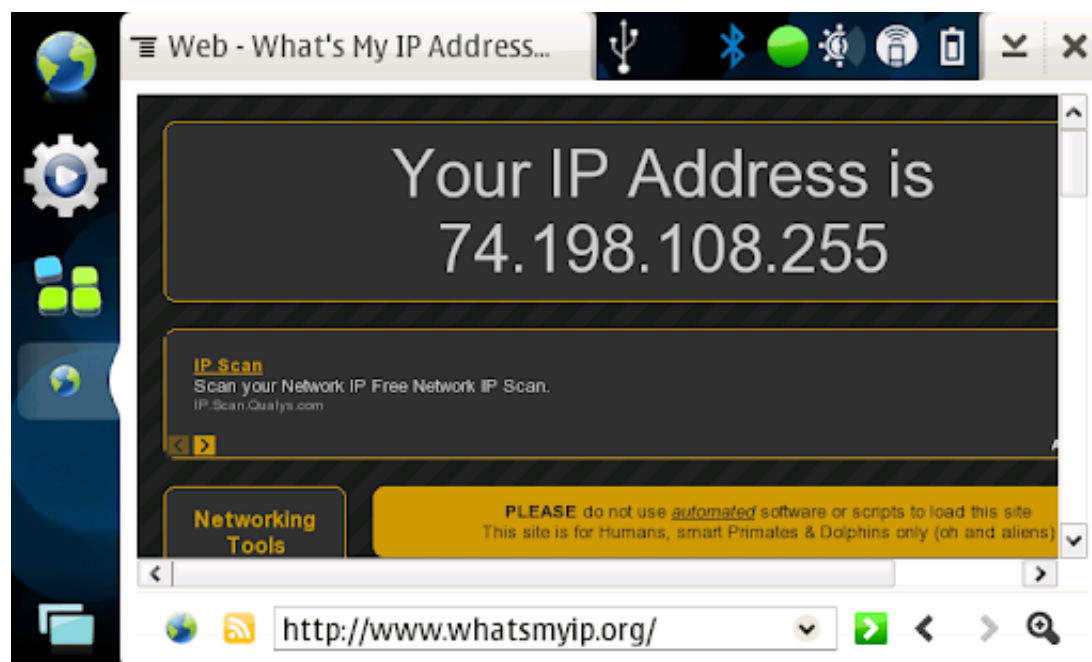 Web - What's My IP Address...
Your IP Address is
74.198.108.255
IP Scan
Scan your Network IP Free Network IP Scan.
IP.Scan.Qualys.com
Networking
Tools
PLEASE do not use automated software or scripts to load this site
This site is for Humans, smart Primates & Dolphins only (oh and aliens)
http://www.whatsmyip.org/